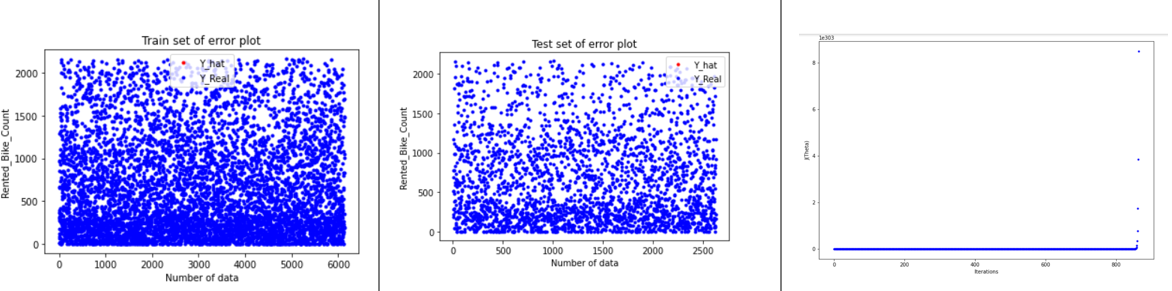 Train set of error plot
Y_hat
Y_Real
2000
1500
1000
500
0
Rented_Bike_Count
0 1000 2000 3000 4000 5000 6000
Number of data
Test set of error plot
Y_hat
Y_Real
2000
1500
1000
500
0
Rented_Bike_Count
0 500 1000 1500 2000 2500
Number of data
1e303
8
6
4
2
0
J(Theta)
0 200 400 600 800
Iterations